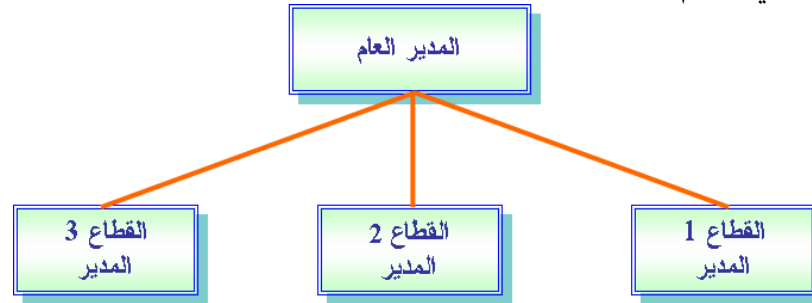 المدير العام
القطاع 1
المدير
القطاع 2
المدير
القطاع 3
المدير